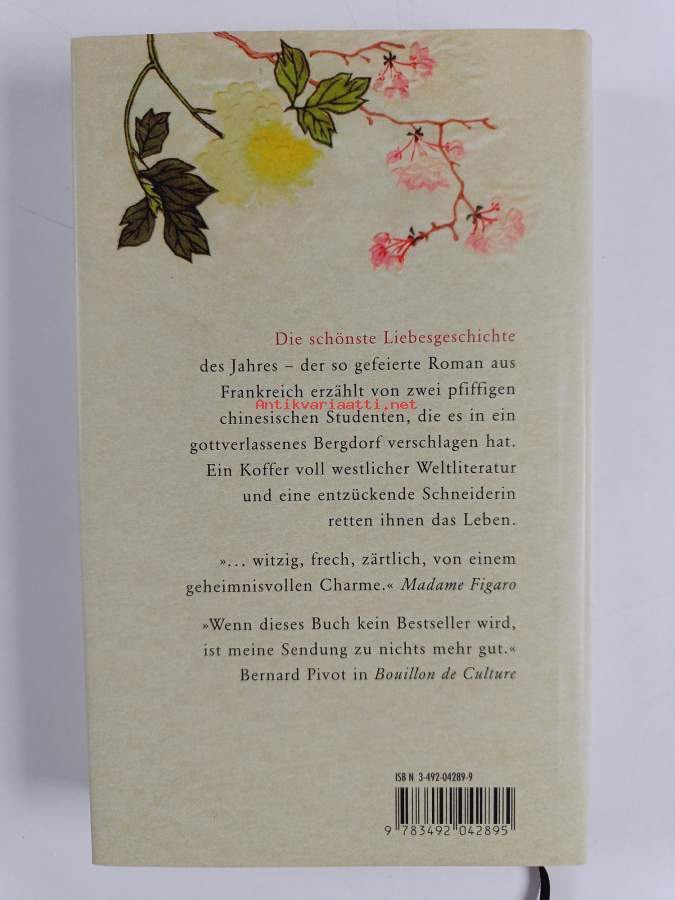 Die schönste Liebesgeschichte
des Jahres – der so gefeierte Roman aus
Frankreich erzählt von zwei pfiffigen
Antikvariaatti.net
chinesischen Studenten, die es in ein
gottverlassenes Bergdorf verschlagen hat.
Ein Koffer voll westlicher Weltliteratur
und eine entzückende Schneiderin
retten ihnen das Leben.
»... witzig, frech, zärtlich, von einem
geheimnisvollen Charme.« Madame Figaro
»Wenn dieses Buch kein Bestseller wird,
ist meine Sendung zu nichts mehr gut.«
Bernard Pivot in Bouillon de Culture
ISBN 3-492-04289-9
9 783492 042895